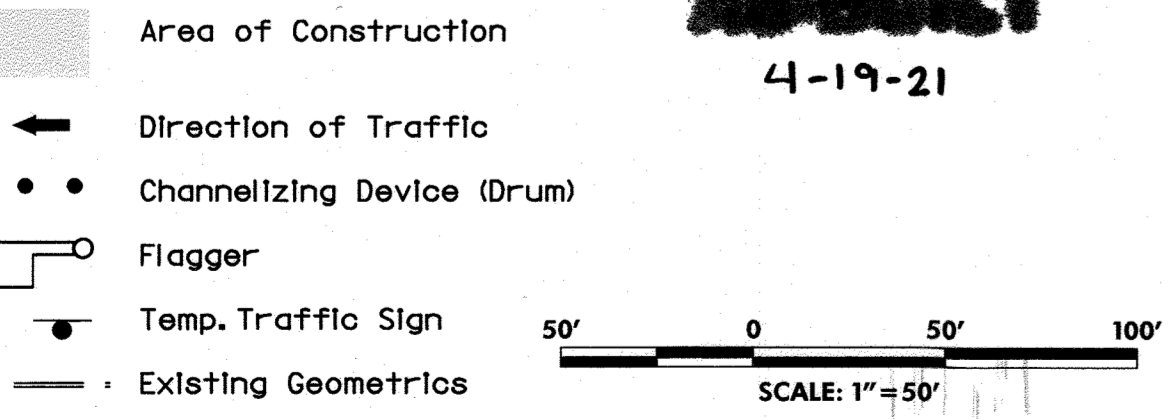 Area of Construction
4-19-21
Direction of Traffic
Channelizing Device (Drum)
Flagger
Temp. Traffic Sign
Existing Geometrics
50' 0 50' 100'
SCALE: 1"=50'